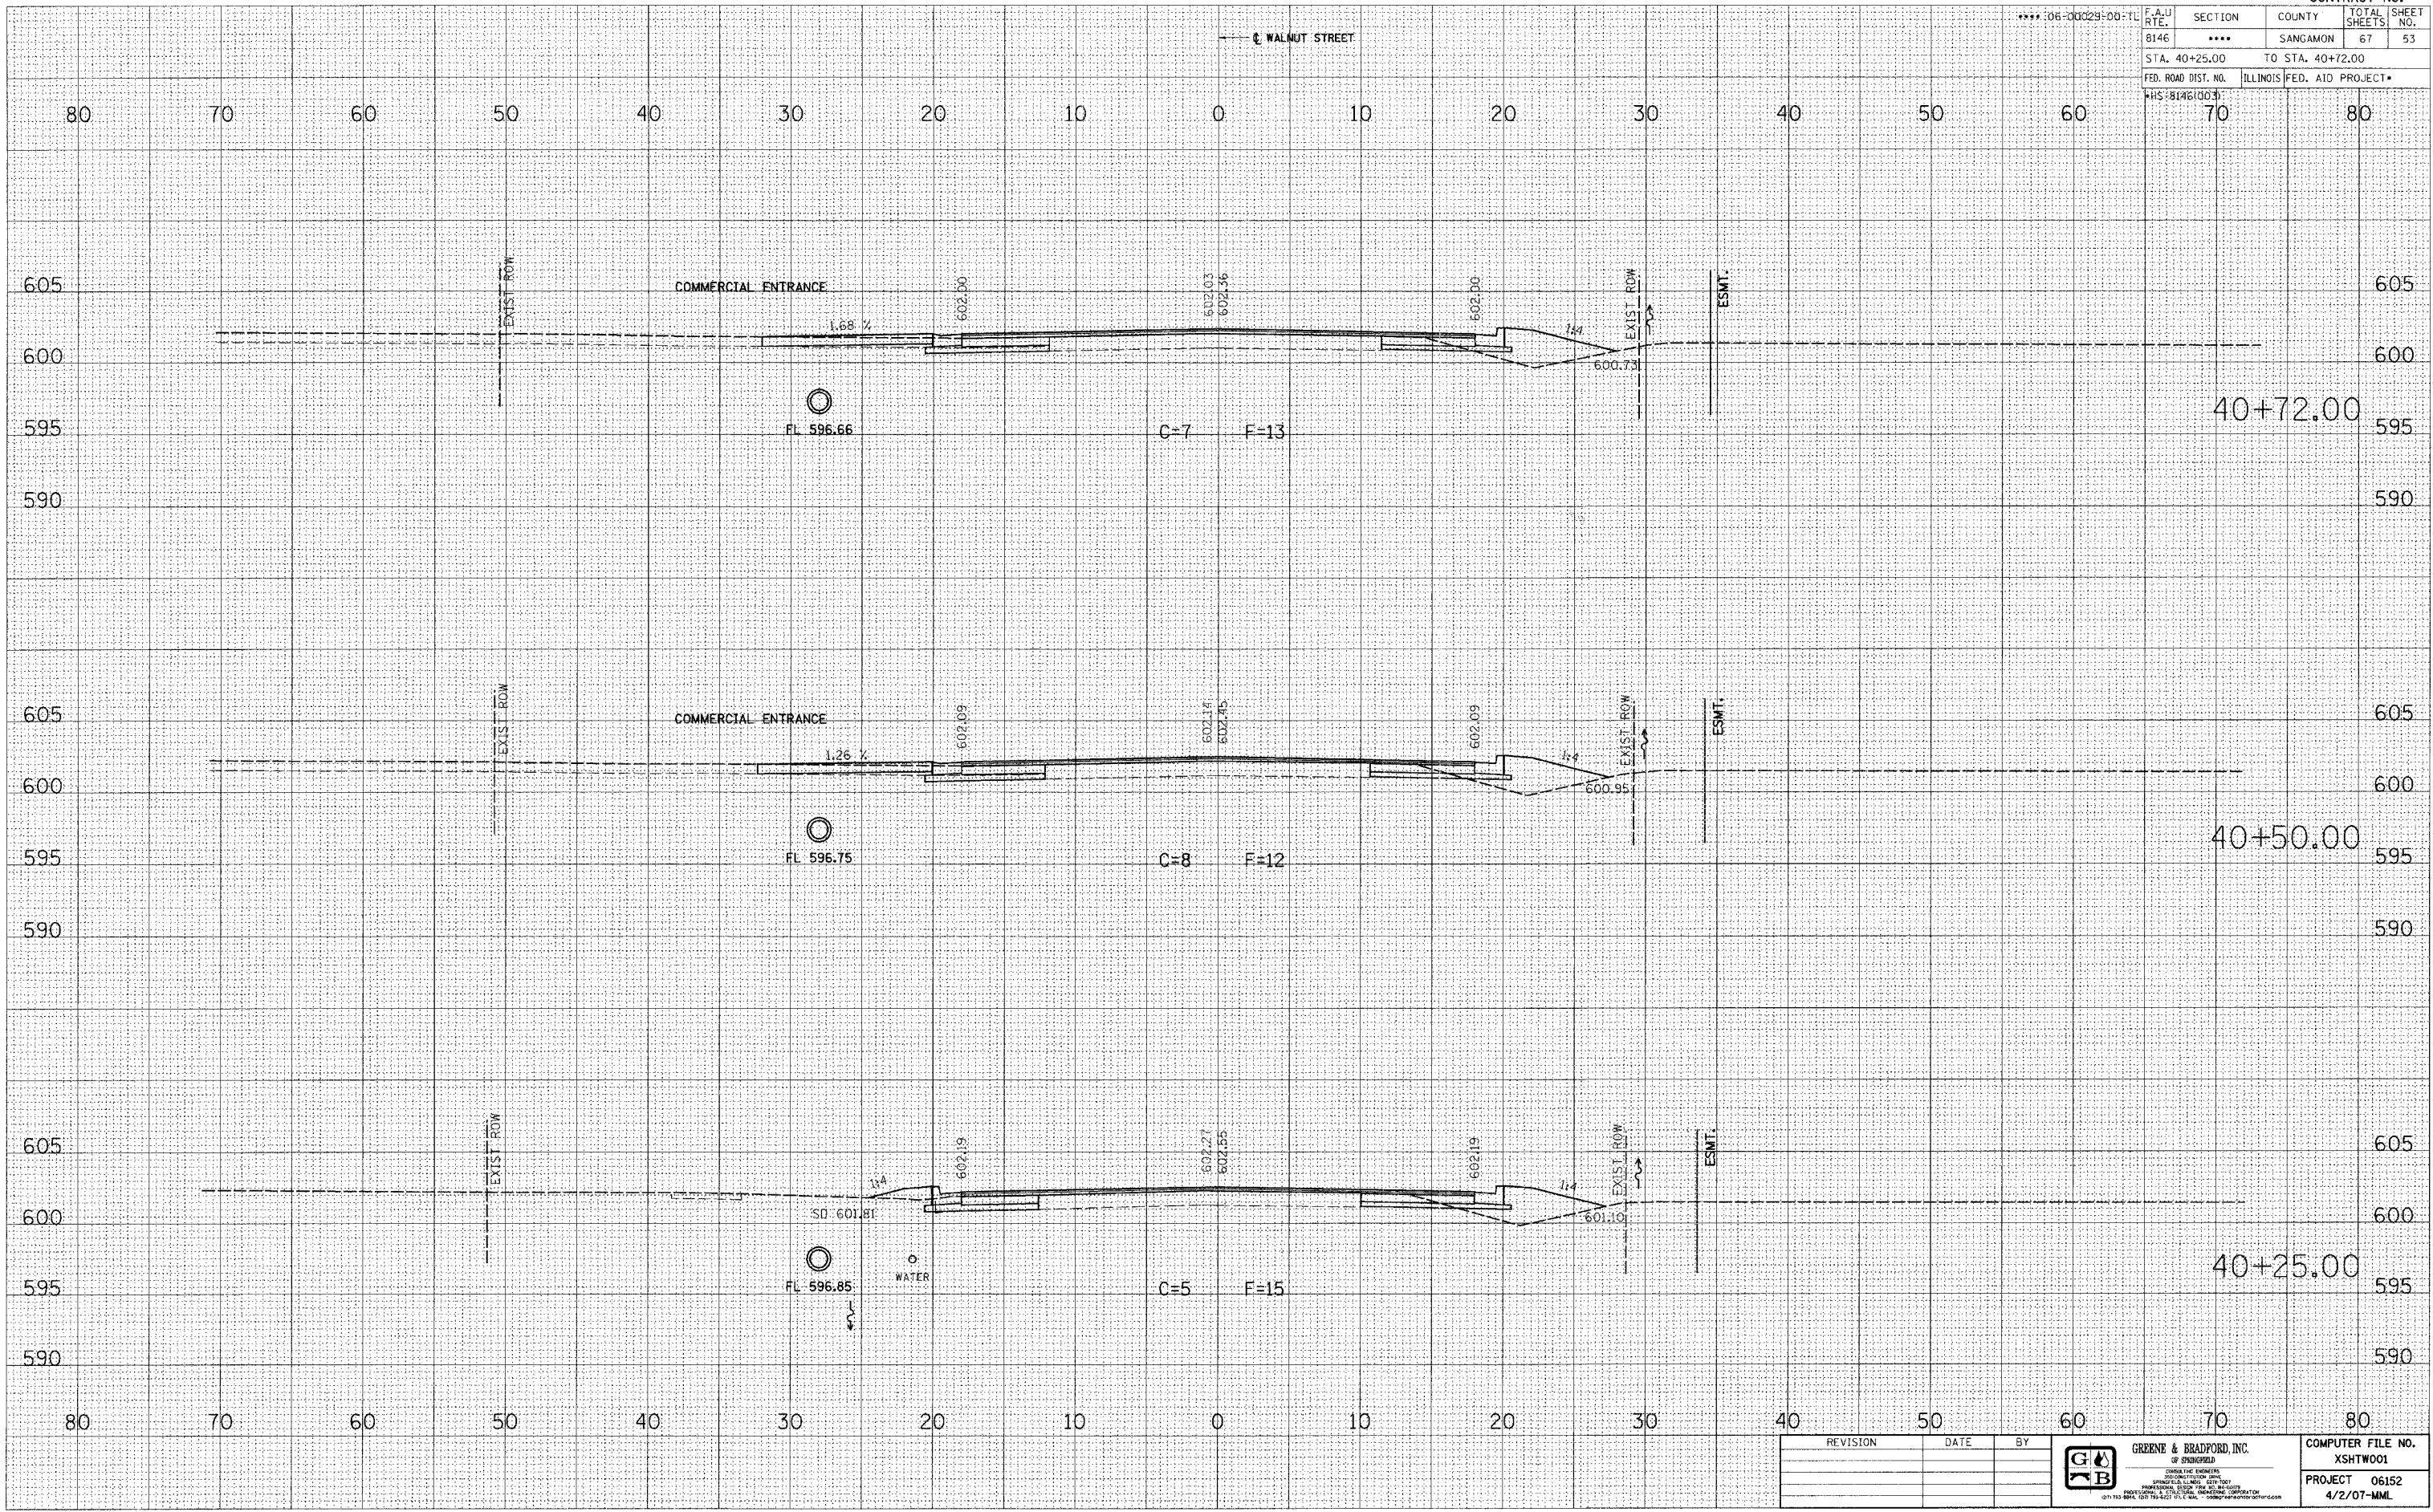 **** 06-00029-00-TL
F.A.U RTE. SECTION COUNTY TOTAL SHEETS SHEET NO.
8146 **** SANGAMON 67 53
STA. 40+25.00 TO STA. 40+72.00
FED. ROAD DIST. NO. ILLINOIS FED. AID PROJECT*
*HS-8146(003)
℄ WALNUT STREET
80 70 60 50 40 30 20 10 0 10 20 30 40 50 60 70 80
EXIST ROW
COMMERCIAL ENTRANCE
602.00
602.03
602.36
602.00
EXIST ROW
ESMT.
605 605
1.68 %
1:4
600 600
600.73
40+72.00
FL 596.66
C=7 F=13
595 595
590 590
EXIST ROW
COMMERCIAL ENTRANCE
602.09
602.14
602.45
602.09
EXIST ROW
ESMT.
605 605
1.26 %
1:4
600 600
600.95
40+50.00
FL 596.75
C=8 F=12
595 595
590 590
EXIST ROW
602.19
602.27
602.55
602.19
EXIST ROW
ESMT.
605 605
1:4
1:4
SD 601.81
601.10
600 600
40+25.00
WATER
FL 596.85
C=5 F=15
595 595
590 590
80 70 60 50 40 30 20 10 0 10 20 30 40 50 60 70 80
REVISION DATE BY
G B
GREENE & BRADFORD, INC.
OF SPRINGFIELD
CONSULTING ENGINEERS
COMPUTER FILE NO.
XSHTW001
PROJECT 06152
4/2/07-MML